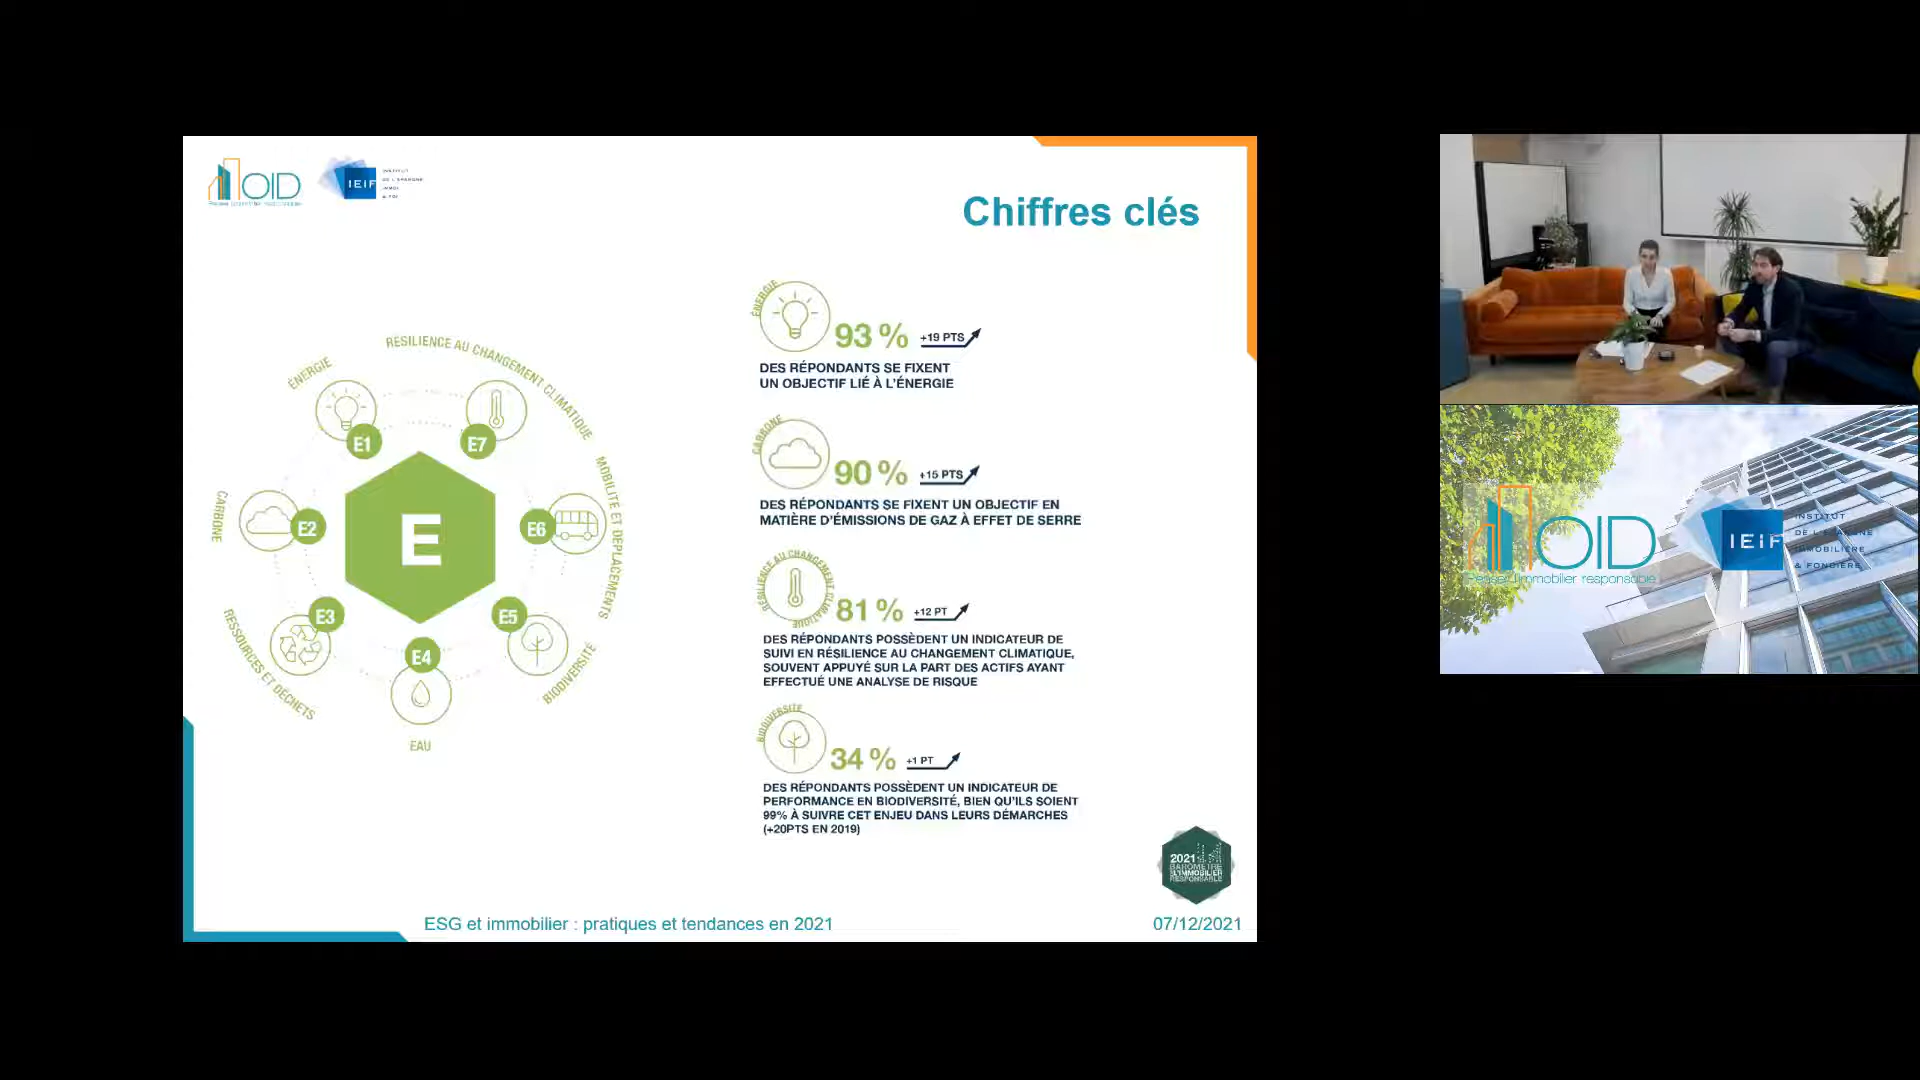 OID
IEIF
Chiffres clés
ÉNERGIE
RÉSILIENCE AU CHANGEMENT CLIMATIQUE
MOBILITÉ ET DÉPLACEMENTS
BIODIVERSITÉ
EAU
RESSOURCES ET DÉCHETS
CARBONE
E1
E7
E2
E
E6
E3
E5
E4
ÉNERGIE
93 % +19 PTS
DES RÉPONDANTS SE FIXENT
UN OBJECTIF LIÉ À L'ÉNERGIE
CARBONE
90 % +15 PTS
DES RÉPONDANTS SE FIXENT UN OBJECTIF EN
MATIÈRE D'ÉMISSIONS DE GAZ À EFFET DE SERRE
RÉSILIENCE AU CHANGEMENT CLIMATIQUE
81 % +12 PT
DES RÉPONDANTS POSSÈDENT UN INDICATEUR DE
SUIVI EN RÉSILIENCE AU CHANGEMENT CLIMATIQUE,
SOUVENT APPUYÉ SUR LA PART DES ACTIFS AYANT
EFFECTUÉ UNE ANALYSE DE RISQUE
BIODIVERSITÉ
34 % +1 PT
DES RÉPONDANTS POSSÈDENT UN INDICATEUR DE
PERFORMANCE EN BIODIVERSITÉ, BIEN QU'ILS SOIENT
99% À SUIVRE CET ENJEU DANS LEURS DÉMARCHES
(+20PTS EN 2019)
2021
BAROMÈTRE
DE L'IMMOBILIER
RESPONSABLE
ESG et immobilier : pratiques et tendances en 2021
07/12/2021
OID
Penser l'immobilier responsable
IEIF
INSTITUT
DE L'ÉPARGNE
IMMOBILIÈRE
& FONCIÈRE